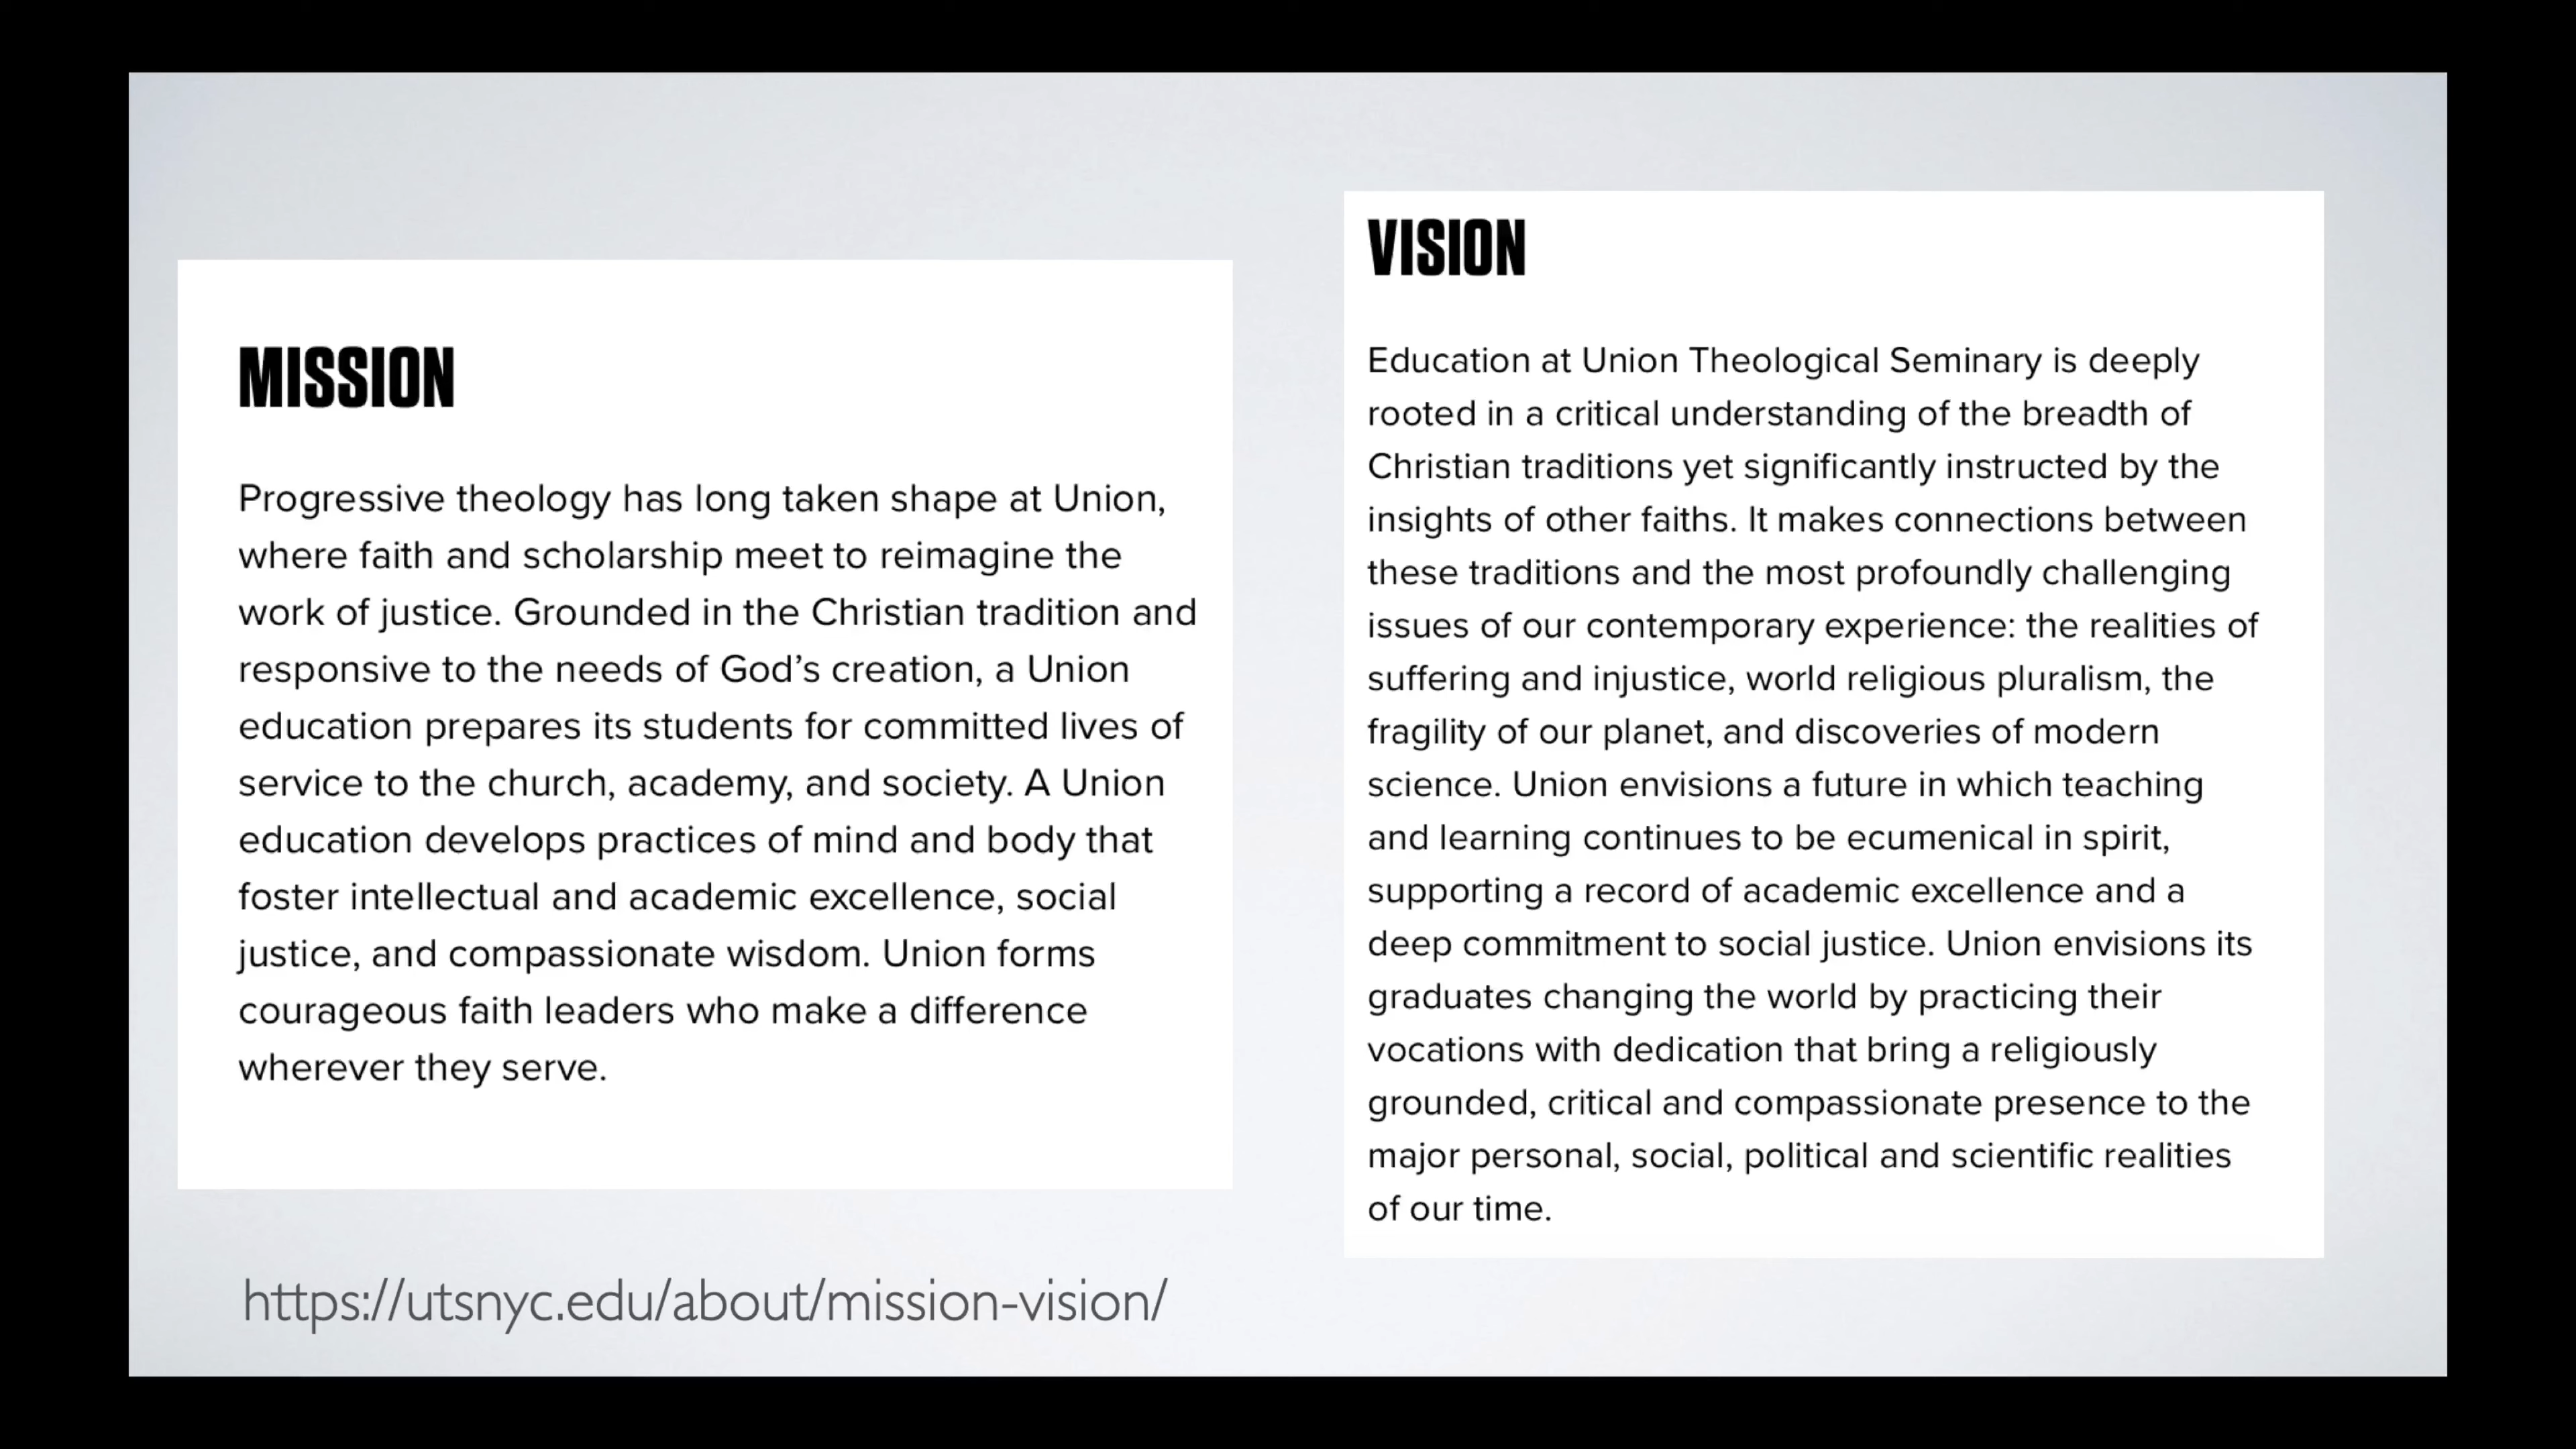 MISSION
Progressive theology has long taken shape at Union,
where faith and scholarship meet to reimagine the
work of justice. Grounded in the Christian tradition and
responsive to the needs of God’s creation, a Union
education prepares its students for committed lives of
service to the church, academy, and society. A Union
education develops practices of mind and body that
foster intellectual and academic excellence, social
justice, and compassionate wisdom. Union forms
courageous faith leaders who make a difference
wherever they serve.
https://utsnyc.edu/about/mission-vision/
VISION
Education at Union Theological Seminary is deeply
rooted in a critical understanding of the breadth of
Christian traditions yet significantly instructed by the
insights of other faiths. It makes connections between
these traditions and the most profoundly challenging
issues of our contemporary experience: the realities of
suffering and injustice, world religious pluralism, the
fragility of our planet, and discoveries of modern
science. Union envisions a future in which teaching
and learning continues to be ecumenical in spirit,
supporting a record of academic excellence and a
deep commitment to social justice. Union envisions its
graduates changing the world by practicing their
vocations with dedication that bring a religiously
grounded, critical and compassionate presence to the
major personal, social, political and scientific realities
of our time.